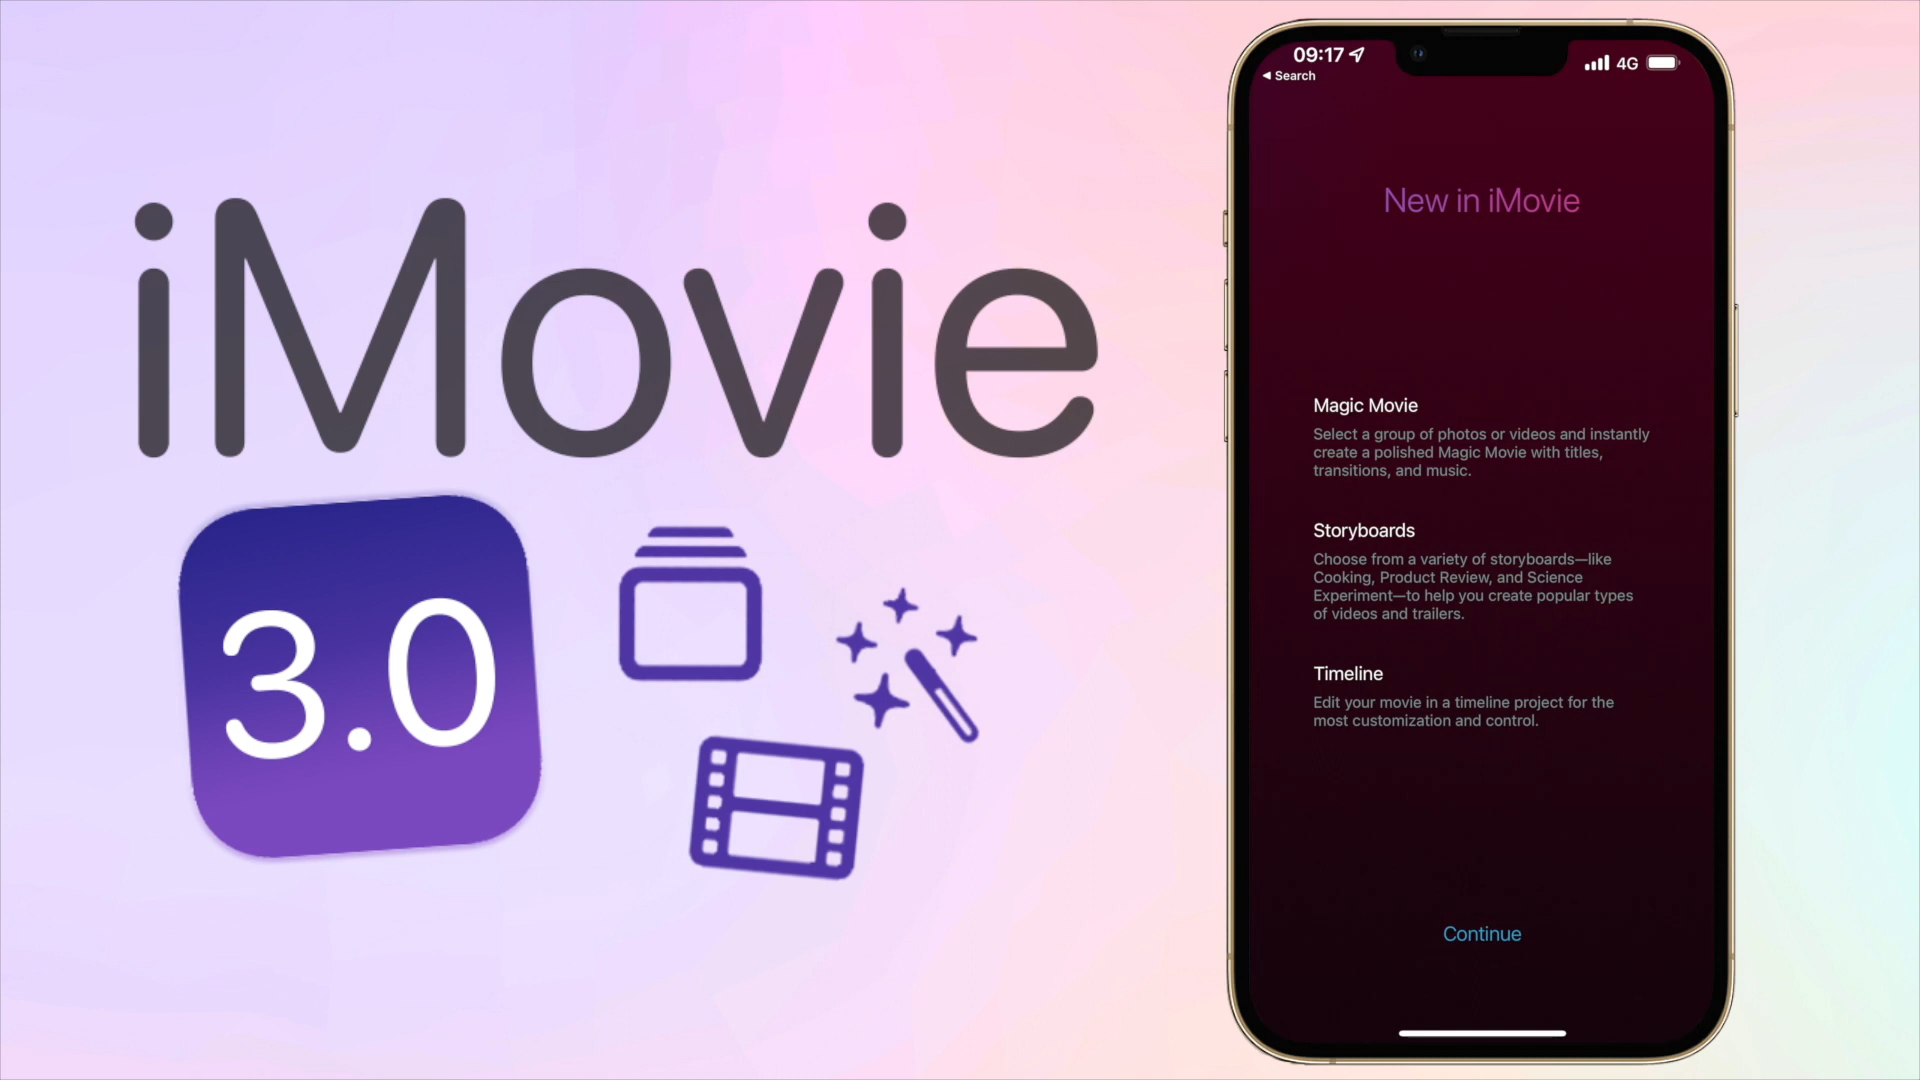 iMovie
3.0
09:17
◀ Search
4G
New in iMovie
Magic Movie
Select a group of photos or videos and instantly
create a polished Magic Movie with titles,
transitions, and music.
Storyboards
Choose from a variety of storyboards—like
Cooking, Product Review, and Science
Experiment—to help you create popular types
of videos and trailers.
Timeline
Edit your movie in a timeline project for the
most customization and control.
Continue